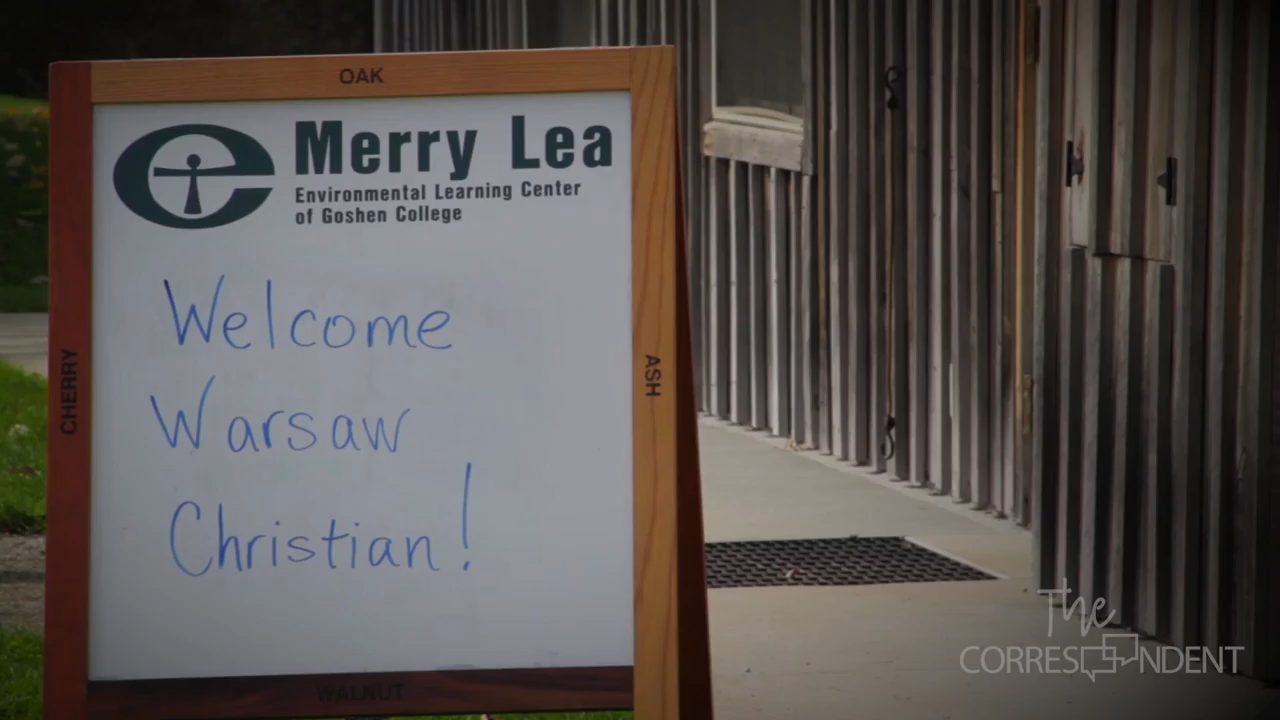 OAK
Merry Lea
Environmental Learning Center
of Goshen College
Welcome
Warsaw
Christian!
CHERRY
ASH
WALNUT
The
CORRESPONDENT